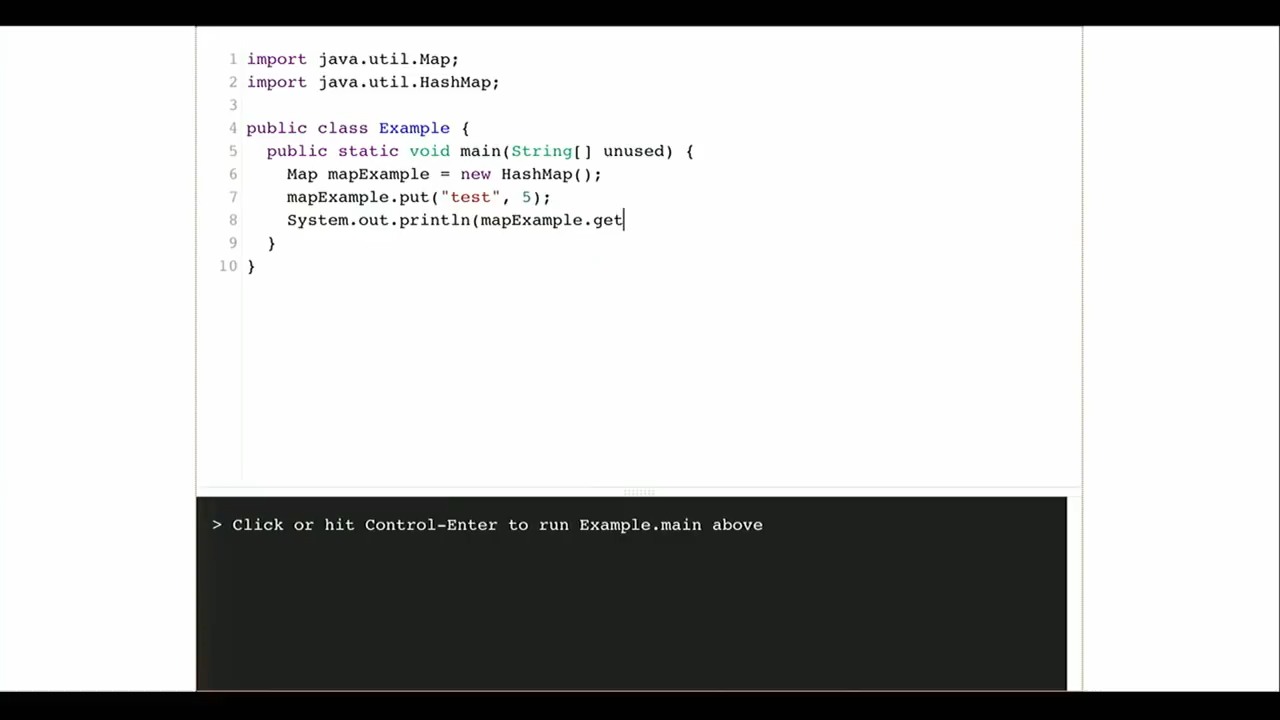 1 import java.util.Map;
2 import java.util.HashMap;
3
4 public class Example {
5   public static void main(String[] unused) {
6     Map mapExample = new HashMap();
7     mapExample.put("test", 5);
8     System.out.println(mapExample.get
9   }
10 }
> Click or hit Control-Enter to run Example.main above